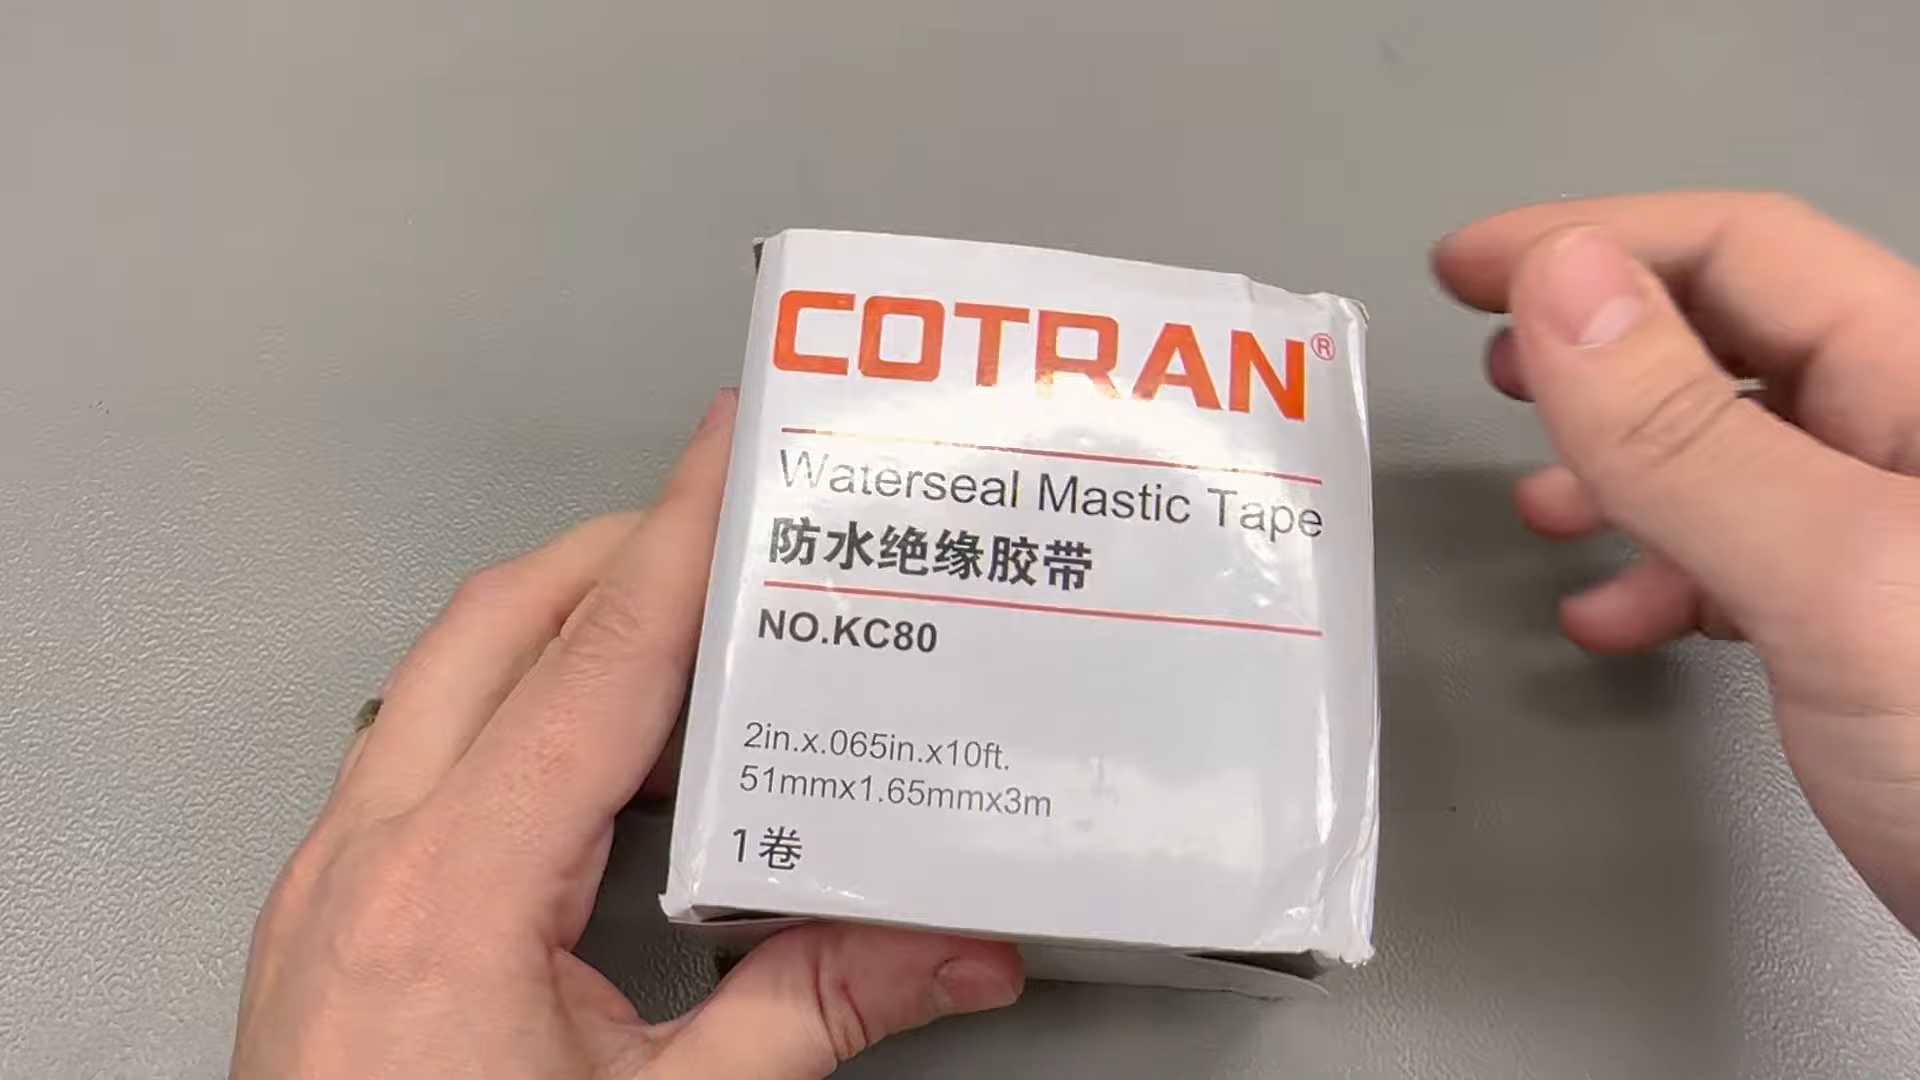 COTRAN®
Waterseal Mastic Tape
防水绝缘胶带
NO.KC80
2in.x.065in.x10ft.
51mmx1.65mmx3m
1卷